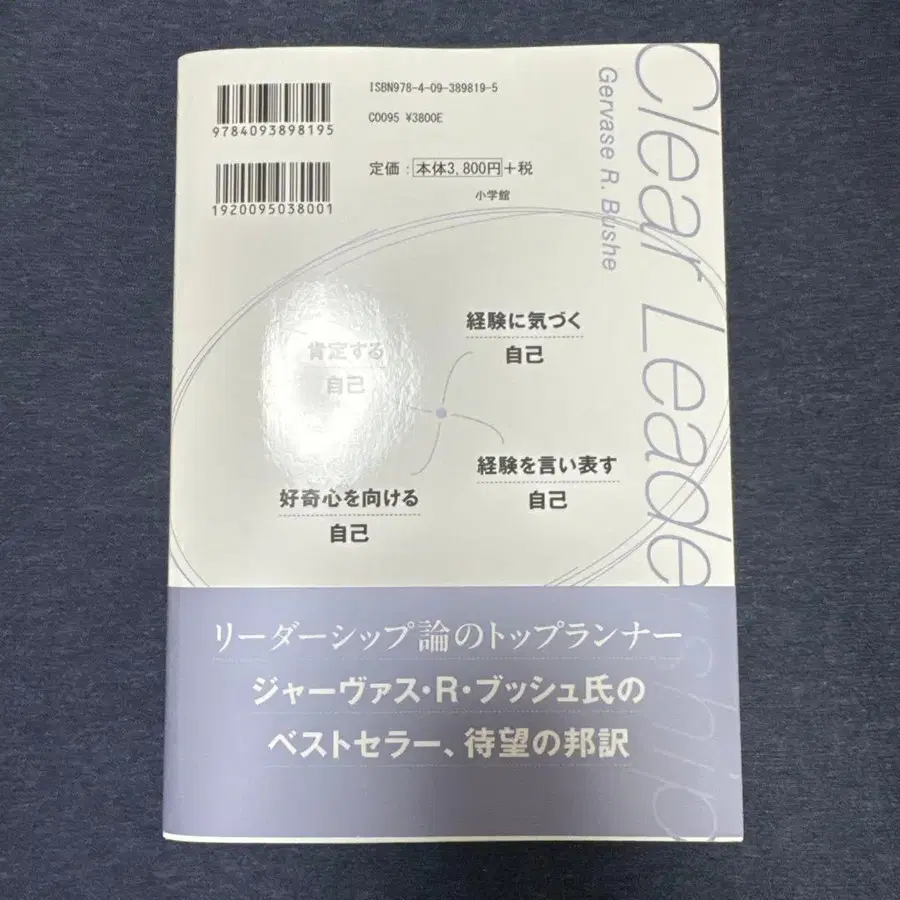 ISBN978-4-09-389819-5
9784093898195
C0095 ¥3800E
定価：本体3,800円＋税
1920095038001
小学館
Clear Leadership
Gervase R. Bushe
経験に気づく
自己
肯定する
自己
経験を言い表す
自己
好奇心を向ける
自己
リーダーシップ論のトップランナー
ジャーヴァス・R・ブッシュ氏の
ベストセラー、待望の邦訳